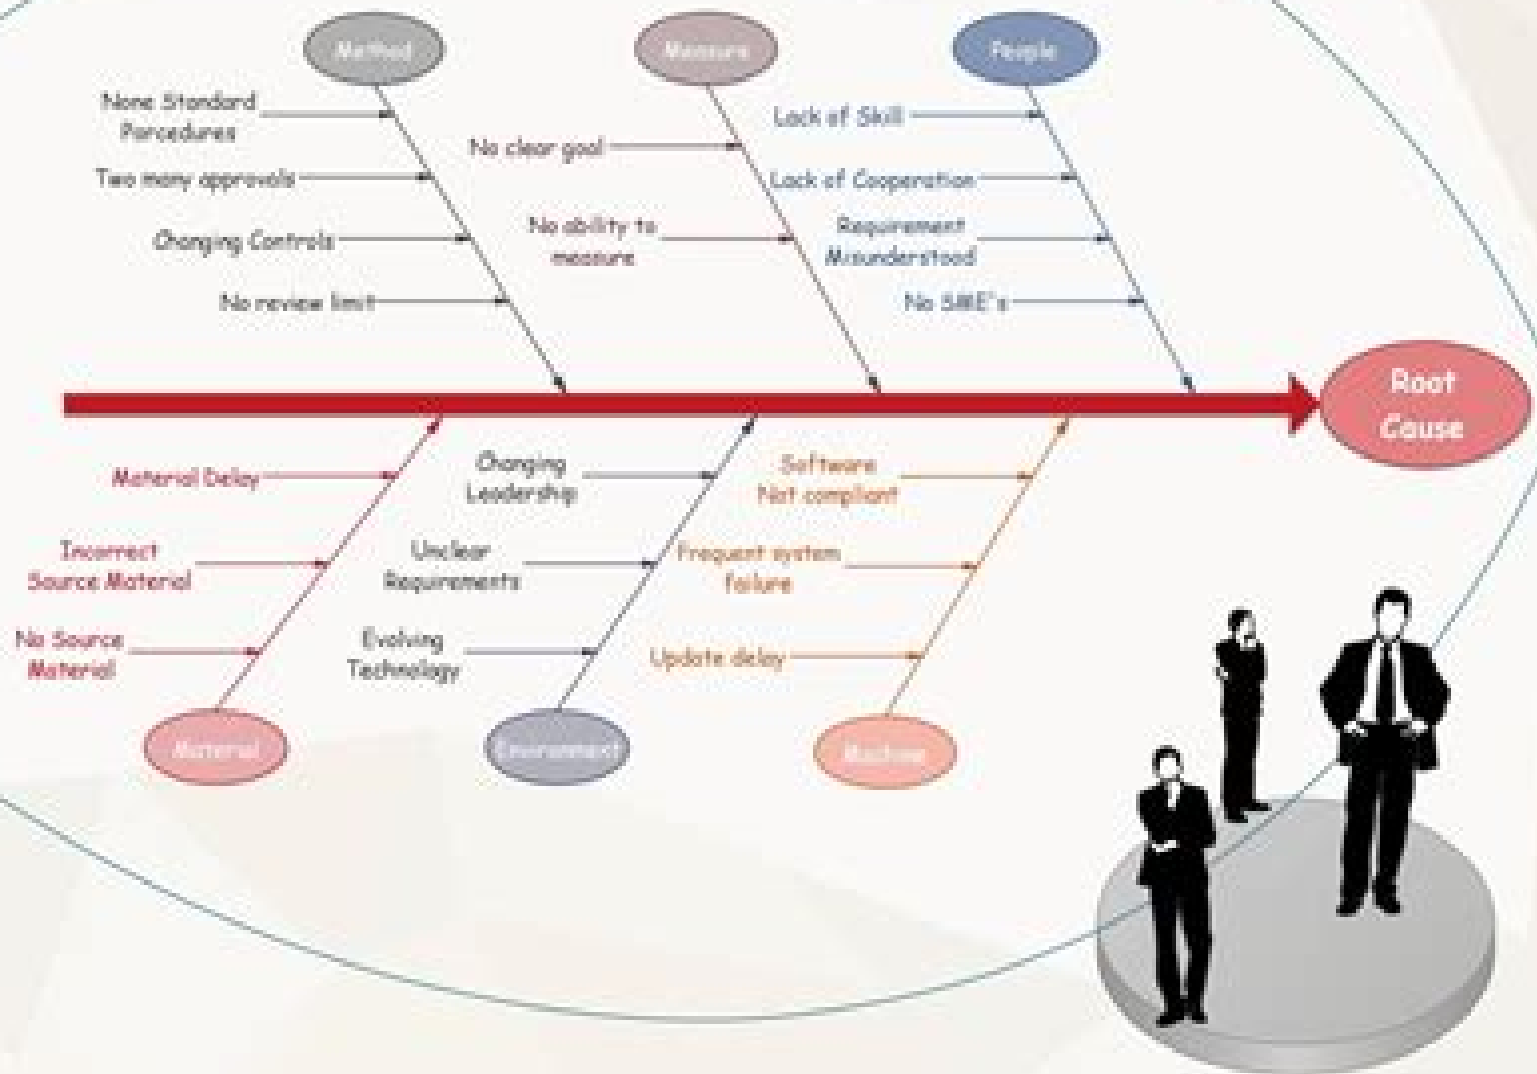 Method
Measure
People
None Standard
Porcedures
Two many approvals
Changing Controls
No review limit
No clear goal
No ability to
measure
Lack of Skill
Lack of Cooperation
Requirement
Misunderstood
No SME's
Root
Cause
Material Delay
Incorrect
Source Material
No Source
Material
Changing
Leadership
Unclear
Requirements
Evolving
Technology
Software
Not compliant
Frequent system
failure
Update delay
Material
Environment
Machine